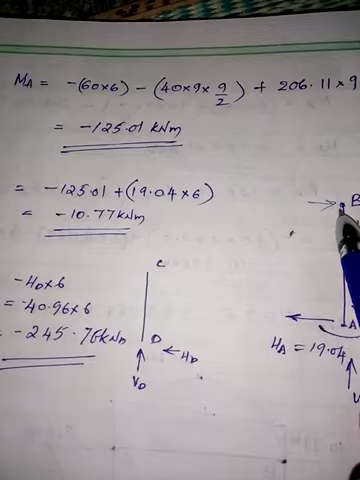 MA = -(60×6) - (40×9×9/2) + 206.11×9
= -125.01 kNm
= -125.01 + (19.04×6)
= -10.77 kNm
B
-HD×6
= -40.96×6
= -245.76 kNm
C
D
HD
VD
A
HA = 19.04
V